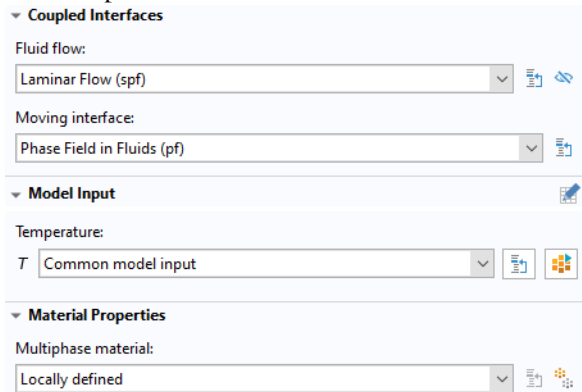 Coupled Interfaces
Fluid flow:
Laminar Flow (spf)
Moving interface:
Phase Field in Fluids (pf)
Model Input
Temperature:
T Common model input
Material Properties
Multiphase material:
Locally defined